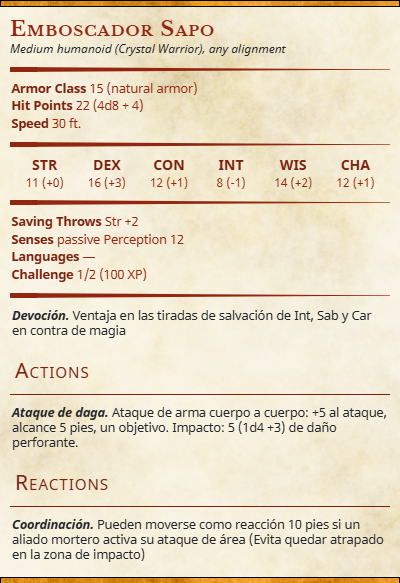 Emboscador Sapo
Medium humanoid (Crystal Warrior), any alignment
Armor Class 15 (natural armor)
Hit Points 22 (4d8 + 4)
Speed 30 ft.
STR DEX CON INT WIS CHA
11 (+0) 16 (+3) 12 (+1) 8 (-1) 14 (+2) 12 (+1)
Saving Throws Str +2
Senses passive Perception 12
Languages —
Challenge 1/2 (100 XP)
Devoción. Ventaja en las tiradas de salvación de Int, Sab y Car
en contra de magia
Actions
Ataque de daga. Ataque de arma cuerpo a cuerpo: +5 al ataque,
alcance 5 pies, un objetivo. Impacto: 5 (1d4 +3) de daño
perforante.
Reactions
Coordinación. Pueden moverse como reacción 10 pies si un
aliado mortero activa su ataque de área (Evita quedar atrapado
en la zona de impacto)